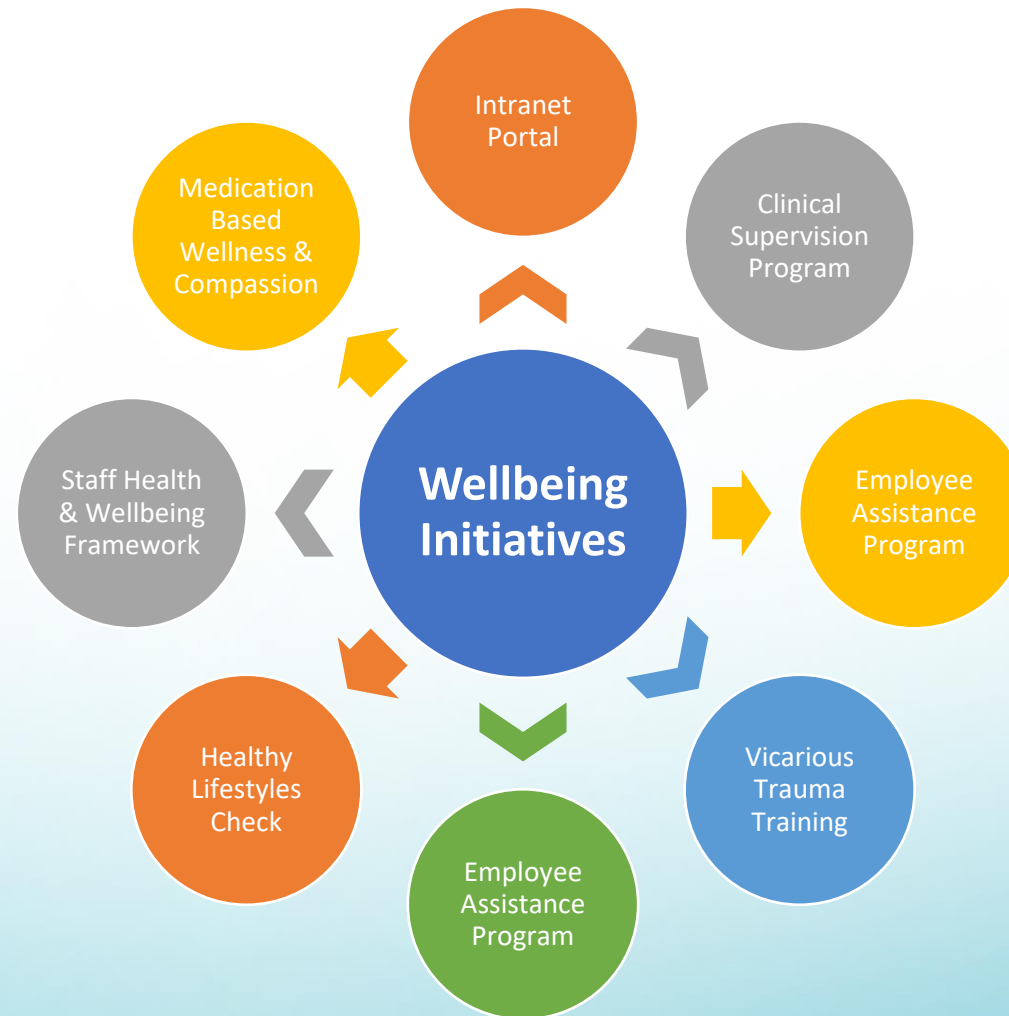 Intranet
Portal
Clinical
Supervision
Program
Employee
Assistance
Program
Vicarious
Trauma
Training
Employee
Assistance
Program
Healthy
Lifestyles
Check
Staff Health
& Wellbeing
Framework
Medication
Based
Wellness &
Compassion
Wellbeing
Initiatives